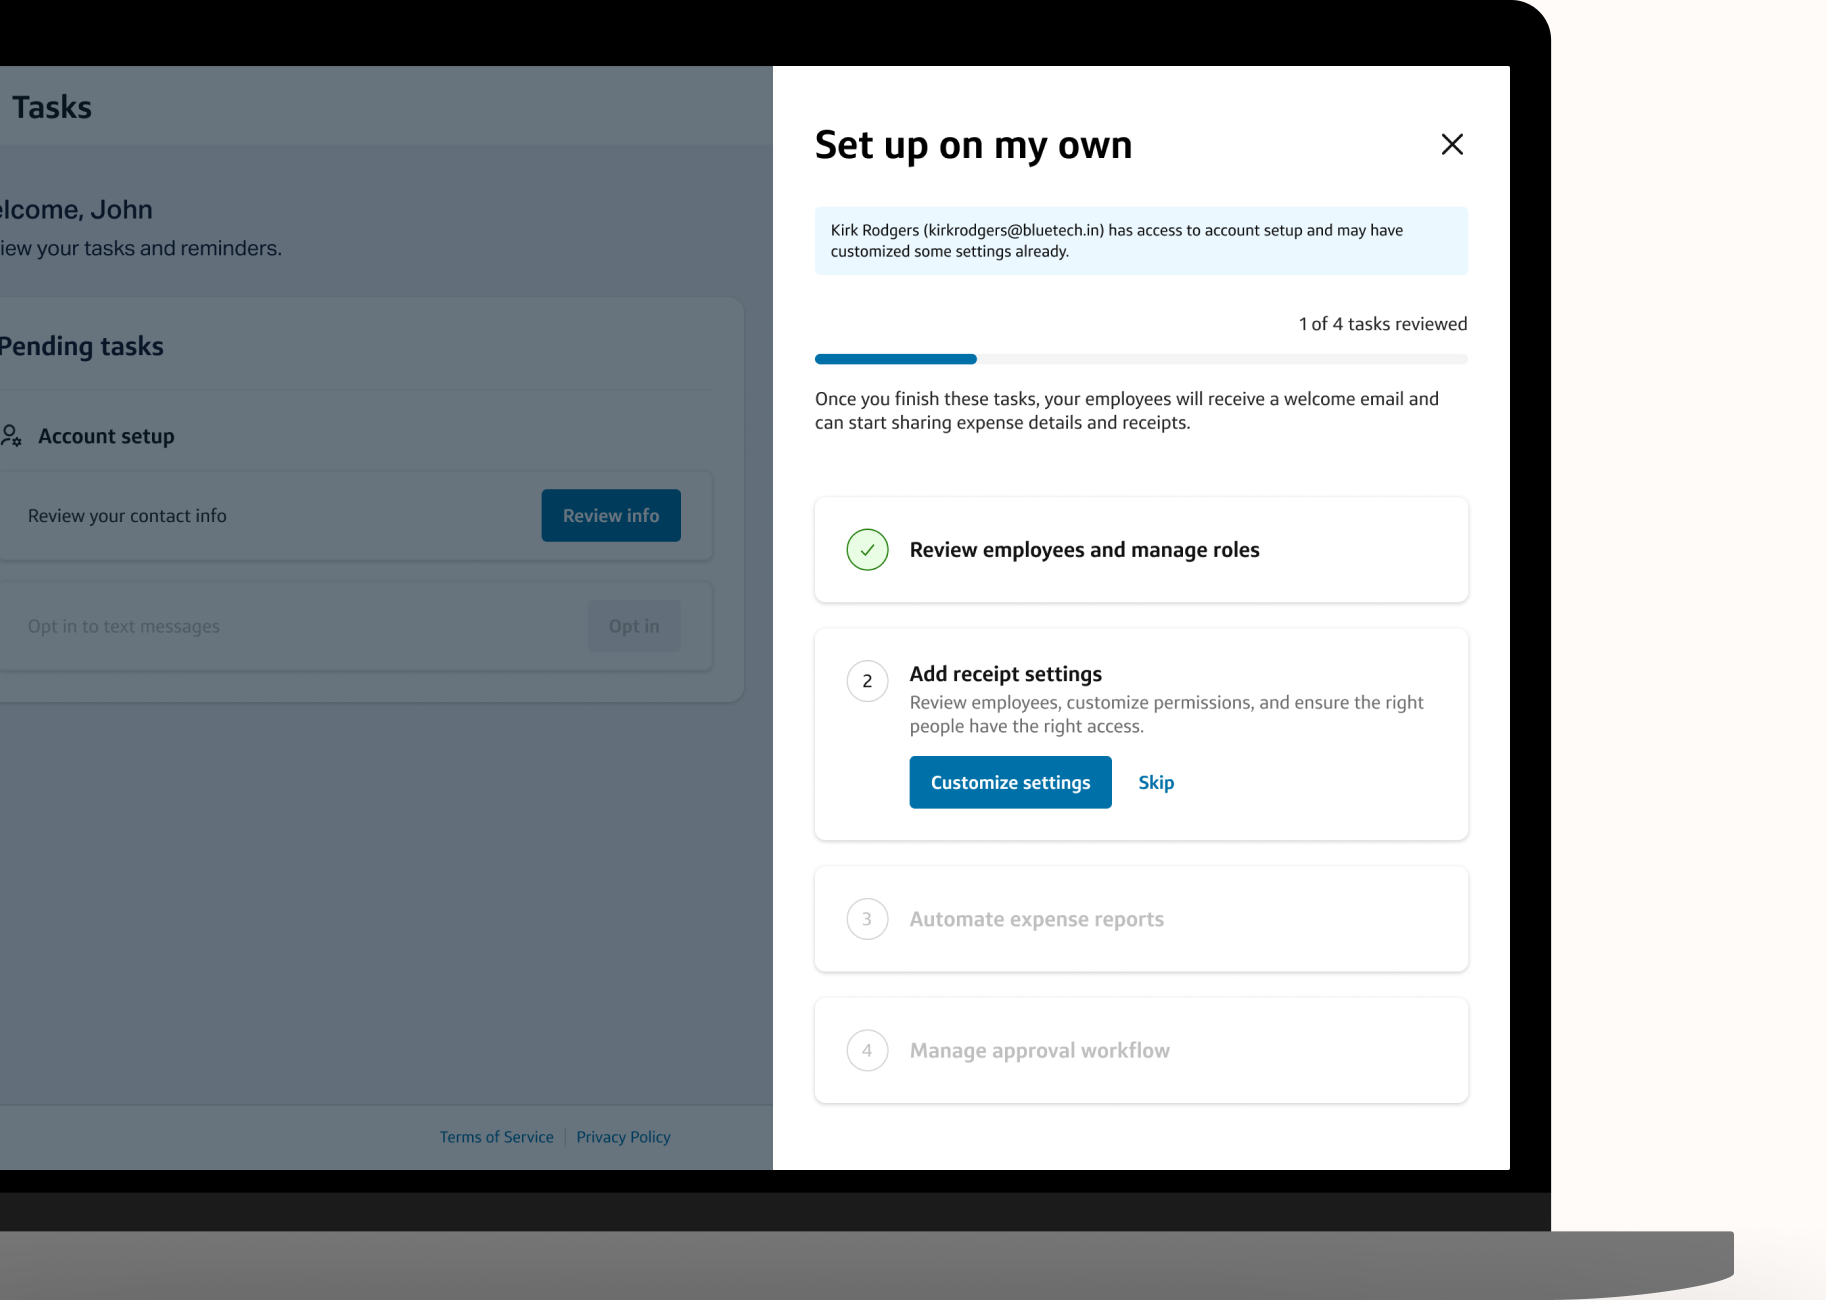 Tasks
elcome, John
iew your tasks and reminders.
Pending tasks
Account setup
Review your contact info
Review info
Opt in to text messages
Opt in
Terms of Service
Privacy Policy
Set up on my own
Kirk Rodgers (kirkrodgers@bluetech.in) has access to account setup and may have
customized some settings already.
1 of 4 tasks reviewed
Once you finish these tasks, your employees will receive a welcome email and
can start sharing expense details and receipts.
Review employees and manage roles
2
Add receipt settings
Review employees, customize permissions, and ensure the right
people have the right access.
Customize settings
Skip
3
Automate expense reports
4
Manage approval workflow